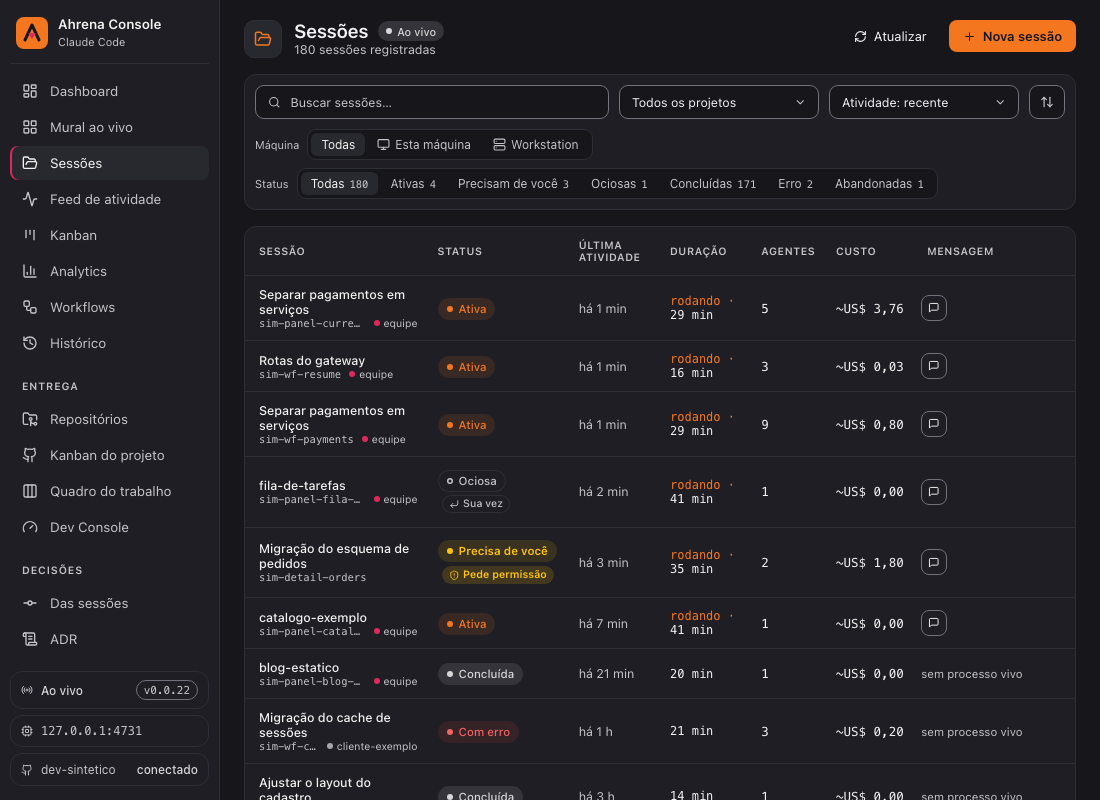 Ahrena Console
Claude Code
Dashboard
Mural ao vivo
Sessões
Feed de atividade
Kanban
Analytics
Workflows
Histórico
ENTREGA
Repositórios
Kanban do projeto
Quadro do trabalho
Dev Console
DECISÕES
Das sessões
ADR
Ao vivo v0.0.22
127.0.0.1:4731
dev-sintetico conectado
Sessões Ao vivo
180 sessões registradas
Atualizar
Nova sessão
Buscar sessões...
Todos os projetos
Atividade: recente
Máquina Todas Esta máquina Workstation
Status Todas 180 Ativas 4 Precisam de você 3 Ociosas 1 Concluídas 171 Erro 2 Abandonadas 1
SESSÃO STATUS ÚLTIMA ATIVIDADE DURAÇÃO AGENTES CUSTO MENSAGEM
Separar pagamentos em
serviços
sim-panel-curre… equipe
Ativa
há 1 min
rodando ·
29 min
5
~US$ 3,76
Rotas do gateway
sim-wf-resume equipe
Ativa
há 1 min
rodando ·
16 min
3
~US$ 0,03
Separar pagamentos em
serviços
sim-wf-payments equipe
Ativa
há 1 min
rodando ·
29 min
9
~US$ 0,80
fila-de-tarefas
sim-panel-fila-… equipe
Ociosa
Sua vez
há 2 min
rodando ·
41 min
1
~US$ 0,00
Migração do esquema de
pedidos
sim-detail-orders
Precisa de você
Pede permissão
há 3 min
rodando ·
35 min
2
~US$ 1,80
catalogo-exemplo
sim-panel-catal… equipe
Ativa
há 7 min
rodando ·
41 min
1
~US$ 0,00
blog-estatico
sim-panel-blog-… equipe
Concluída
há 21 min
20 min
1
~US$ 0,00
sem processo vivo
Migração do cache de
sessões
sim-wf-c… cliente-exemplo
Com erro
há 1 h
21 min
3
~US$ 0,20
sem processo vivo
Ajustar o layout do
cadastro
Concluída
há 3 h
14 min
1
~US$ 0,00
sem processo vivo